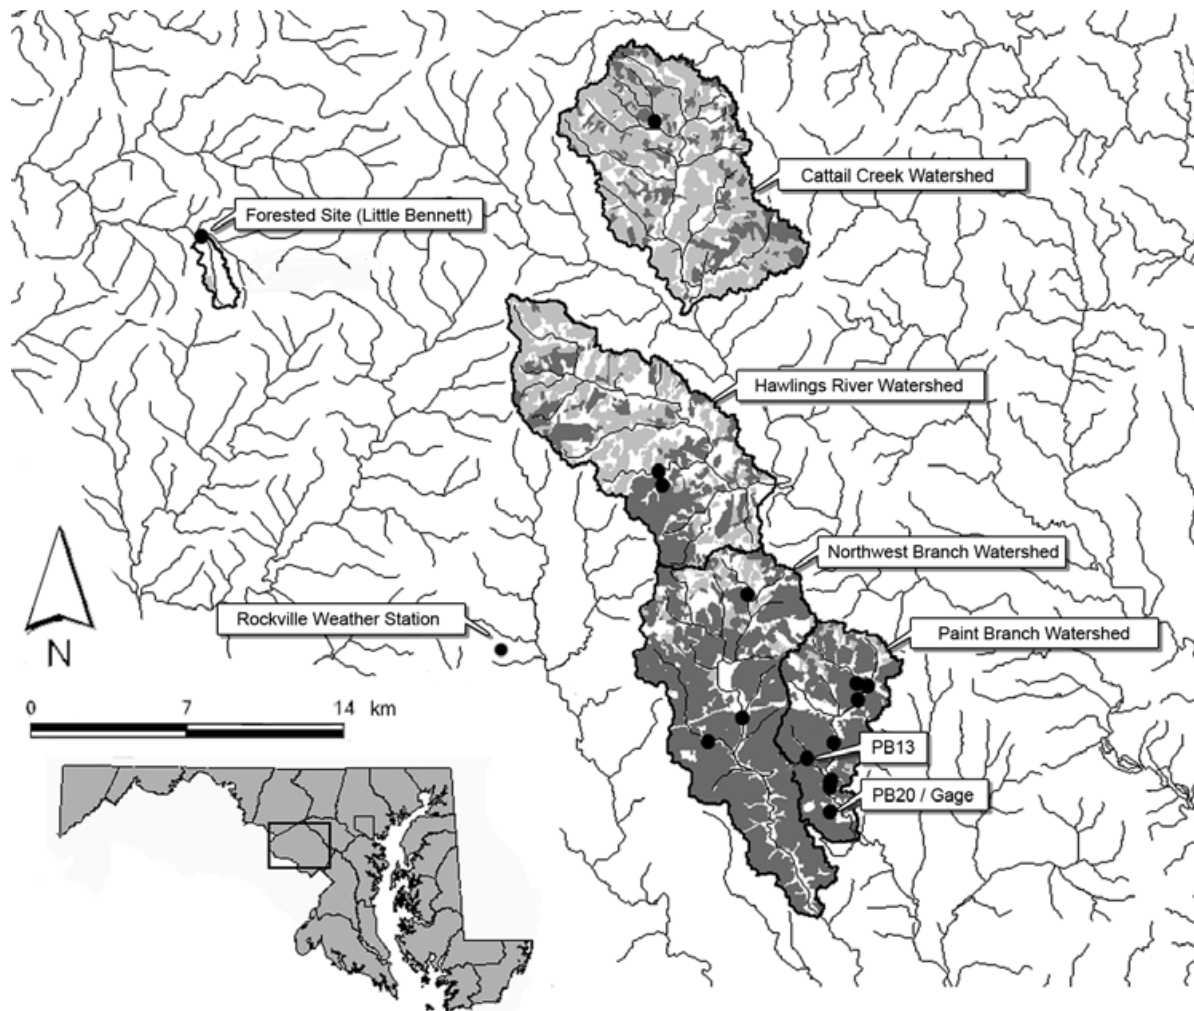 Cattail Creek Watershed
Forested Site (Little Bennett)
Hawlings River Watershed
Northwest Branch Watershed
Rockville Weather Station
Paint Branch Watershed
N
0 7 14 km
PB13
PB20 / Gage